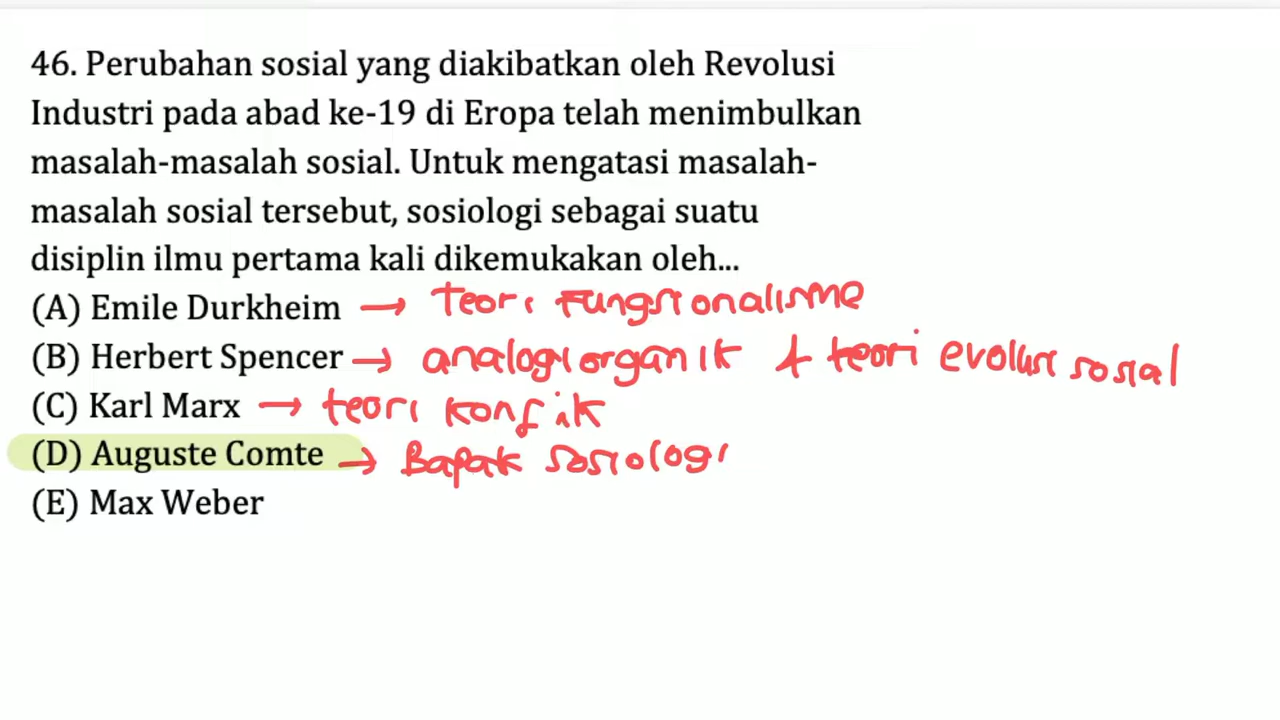 46. Perubahan sosial yang diakibatkan oleh Revolusi
Industri pada abad ke-19 di Eropa telah menimbulkan
masalah-masalah sosial. Untuk mengatasi masalah-
masalah sosial tersebut, sosiologi sebagai suatu
disiplin ilmu pertama kali dikemukakan oleh...
(A) Emile Durkheim → teori fungsionalisme
(B) Herbert Spencer → analogi organik + teori evolusi sosial
(C) Karl Marx → teori konfik
(D) Auguste Comte → Bapak sosiologi
(E) Max Weber